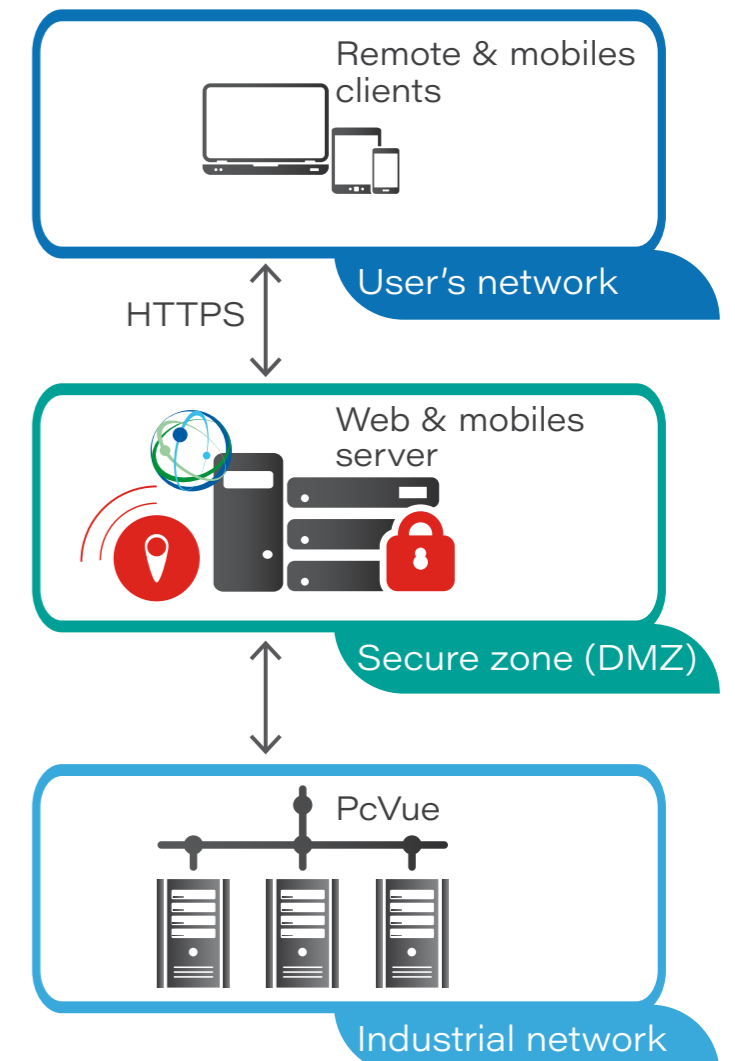 Remote & mobiles
clients
User's network
HTTPS
Web & mobiles
server
Secure zone (DMZ)
PcVue
Industrial network